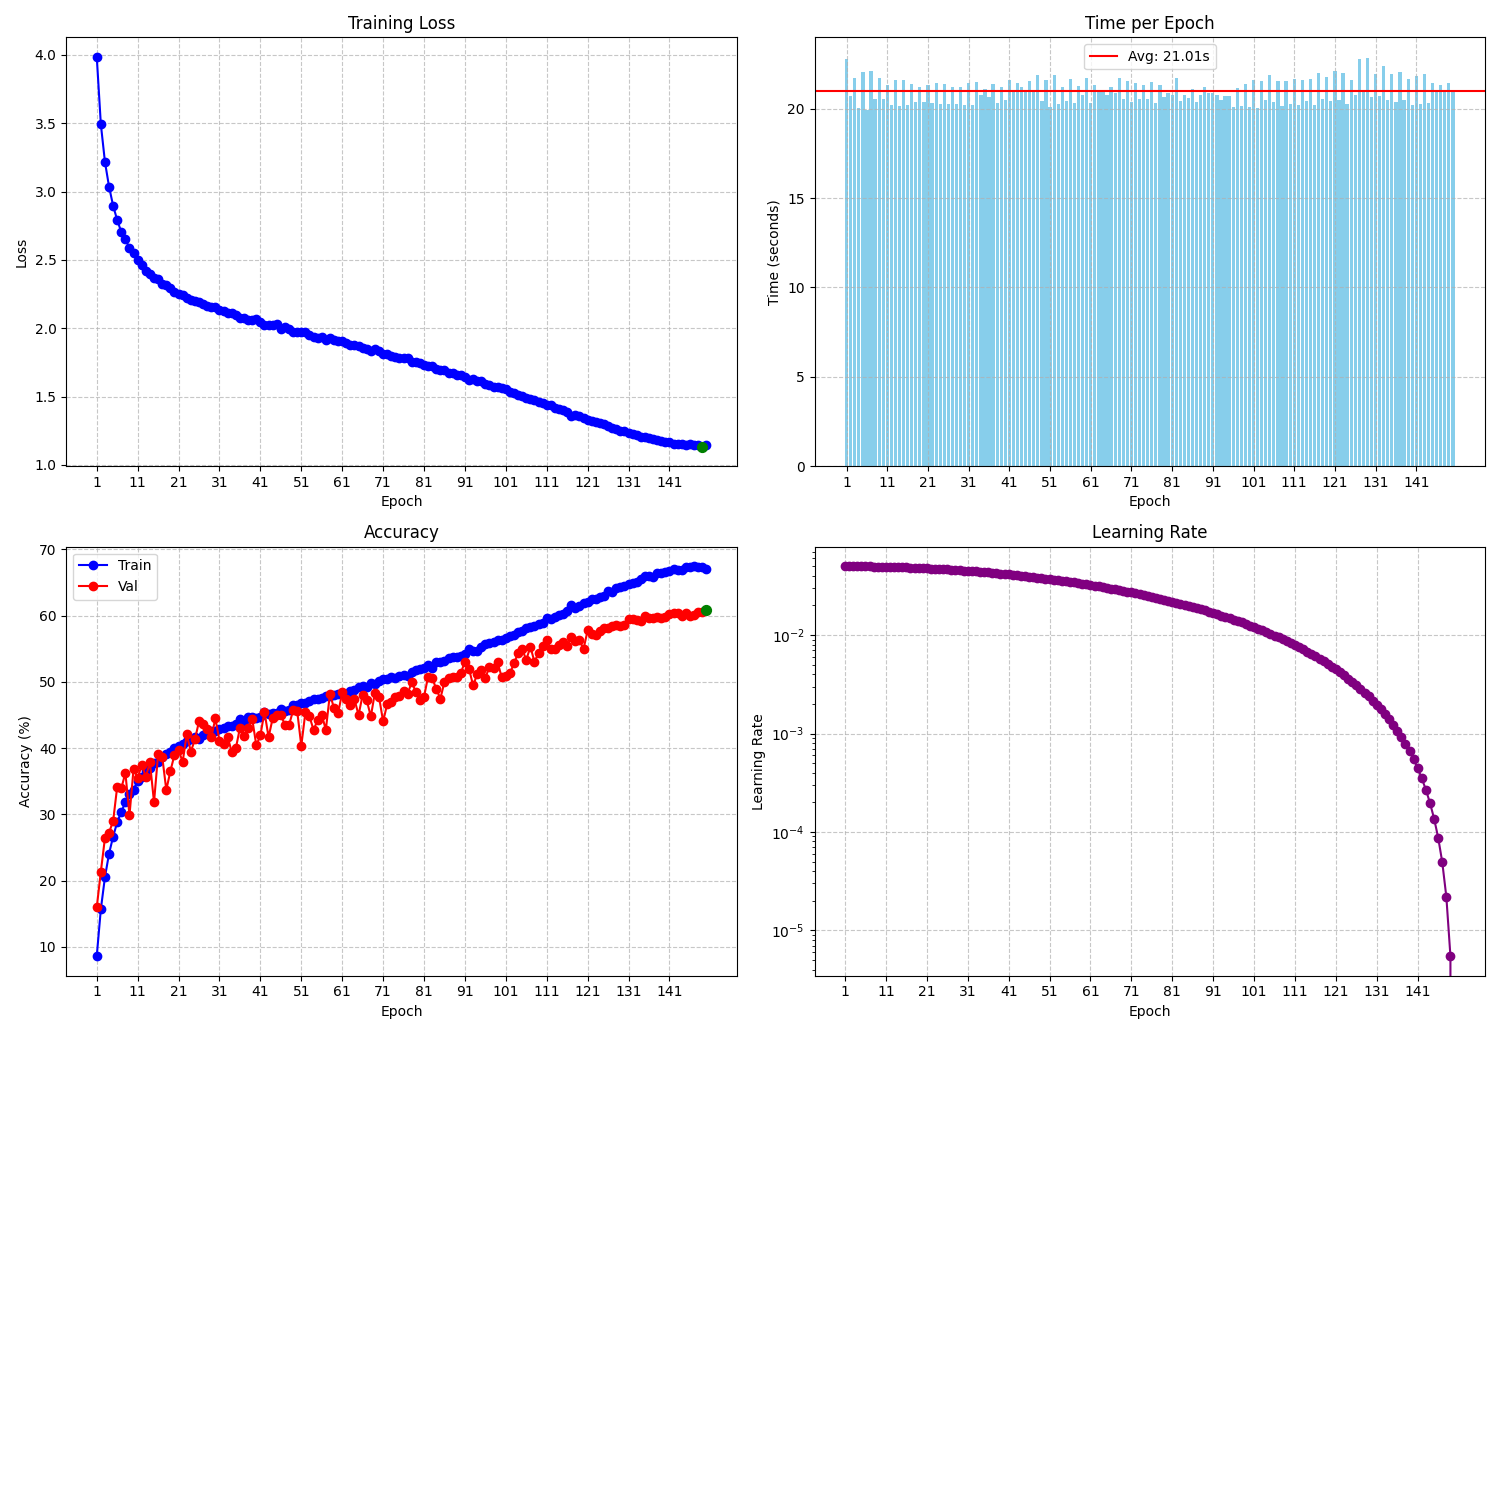 Training Loss
4.0
3.5
3.0
2.5
2.0
1.5
1.0
Loss
1 11 21 31 41 51 61 71 81 91 101 111 121 131 141
Epoch
Time per Epoch
Avg: 21.01s
20
15
10
5
0
Time (seconds)
1 11 21 31 41 51 61 71 81 91 101 111 121 131 141
Epoch
Accuracy
Train
Val
70
60
50
40
30
20
10
Accuracy (%)
1 11 21 31 41 51 61 71 81 91 101 111 121 131 141
Epoch
Learning Rate
10⁻²
10⁻³
10⁻⁴
10⁻⁵
Learning Rate
1 11 21 31 41 51 61 71 81 91 101 111 121 131 141
Epoch